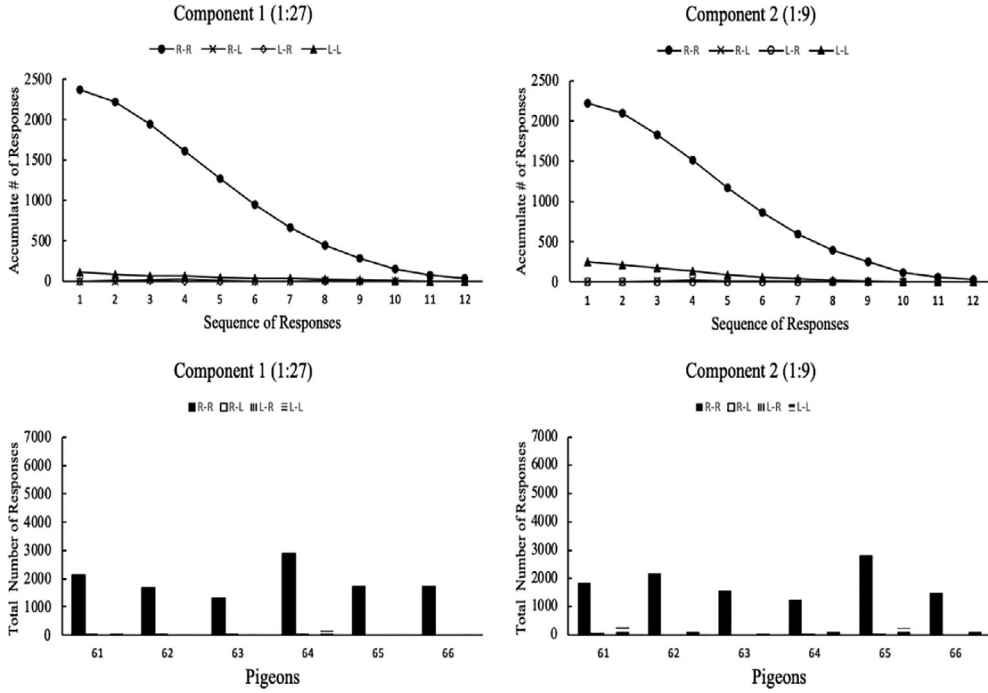 Component 1 (1:27)
R-R R-L L-R L-L
Accumulate # of Responses
2500
2000
1500
1000
500
0
1 2 3 4 5 6 7 8 9 10 11 12
Sequence of Responses
Component 2 (1:9)
R-R R-L L-R L-L
Accumulate # of Responses
2500
2000
1500
1000
500
0
1 2 3 4 5 6 7 8 9 10 11 12
Sequence of Responses
Component 1 (1:27)
R-R R-L L-R L-L
Total Number of Responses
7000
6000
5000
4000
3000
2000
1000
0
61 62 63 64 65 66
Pigeons
Component 2 (1:9)
R-R R-L L-R L-L
Total Number of Responses
7000
6000
5000
4000
3000
2000
1000
0
61 62 63 64 65 66
Pigeons